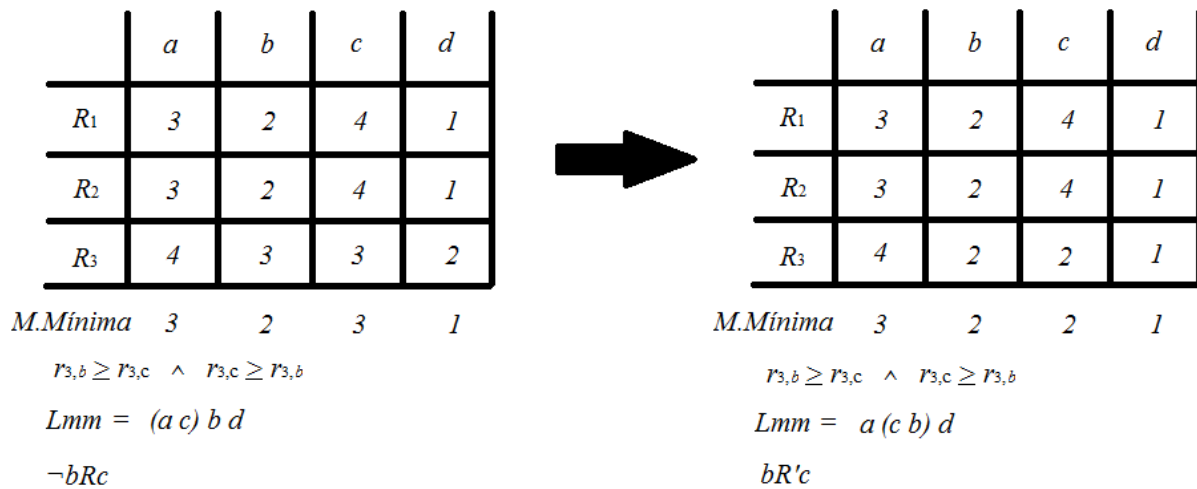 a b c d
R1 3 2 4 1
R2 3 2 4 1
R3 4 3 3 2
M.Mínima 3 2 3 1
r3,b ≥ r3,c ∧ r3,c ≥ r3,b
Lmm = (a c) b d
¬bRc
a b c d
R1 3 2 4 1
R2 3 2 4 1
R3 4 2 2 1
M.Mínima 3 2 2 1
r3,b ≥ r3,c ∧ r3,c ≥ r3,b
Lmm = a (c b) d
bR'c